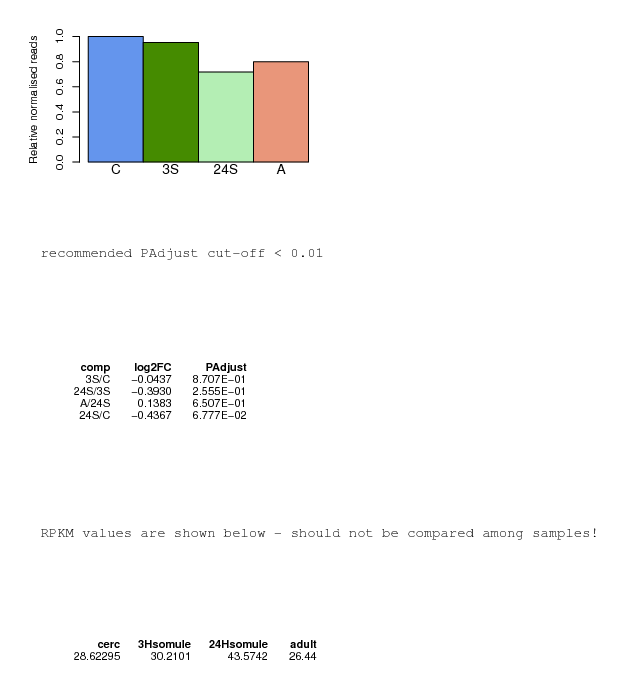 Relative normalised reads
1.0
0.8
0.6
0.4
0.2
0.0
C 3S 24S A
recommended PAdjust cut-off < 0.01
comp log2FC PAdjust
3S/C −0.0437 8.707E−01
24S/3S −0.3930 2.555E−01
A/24S 0.1383 6.507E−01
24S/C −0.4367 6.777E−02
RPKM values are shown below - should not be compared among samples!
cerc 3Hsomule 24Hsomule adult
28.62295 30.2101 43.5742 26.44